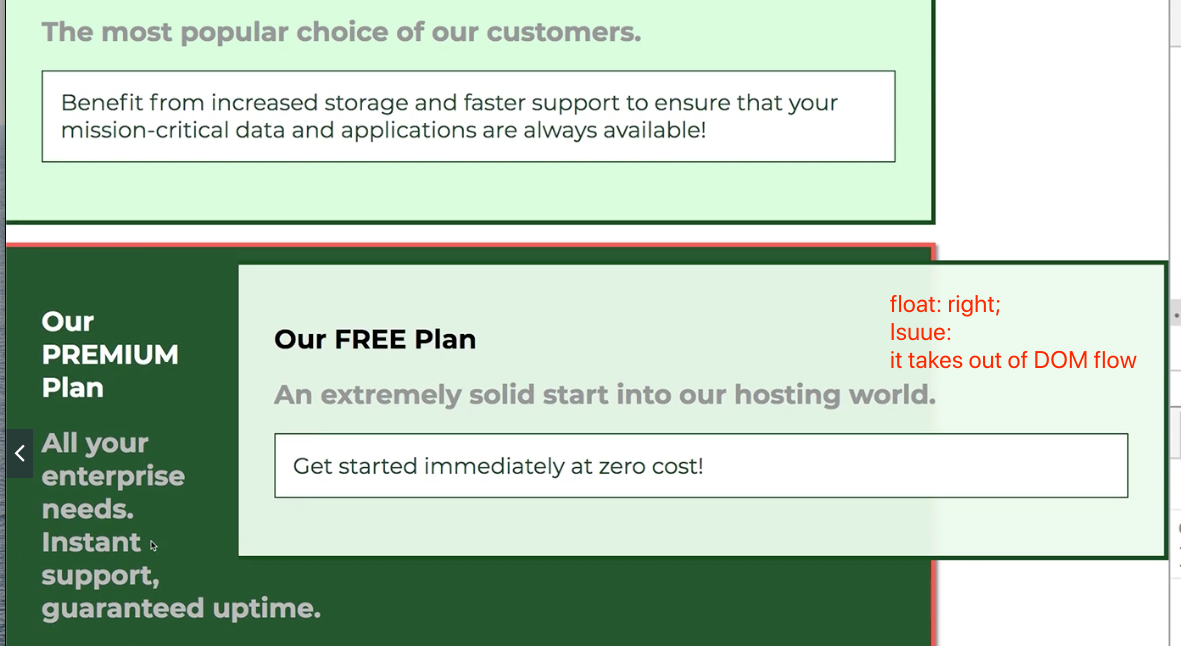 The most popular choice of our customers.
Benefit from increased storage and faster support to ensure that your
mission-critical data and applications are always available!
Our
PREMIUM
Plan
All your
enterprise
needs.
Instant
support,
guaranteed uptime.
Our FREE Plan
An extremely solid start into our hosting world.
Get started immediately at zero cost!
float: right;
Isuue:
it takes out of DOM flow